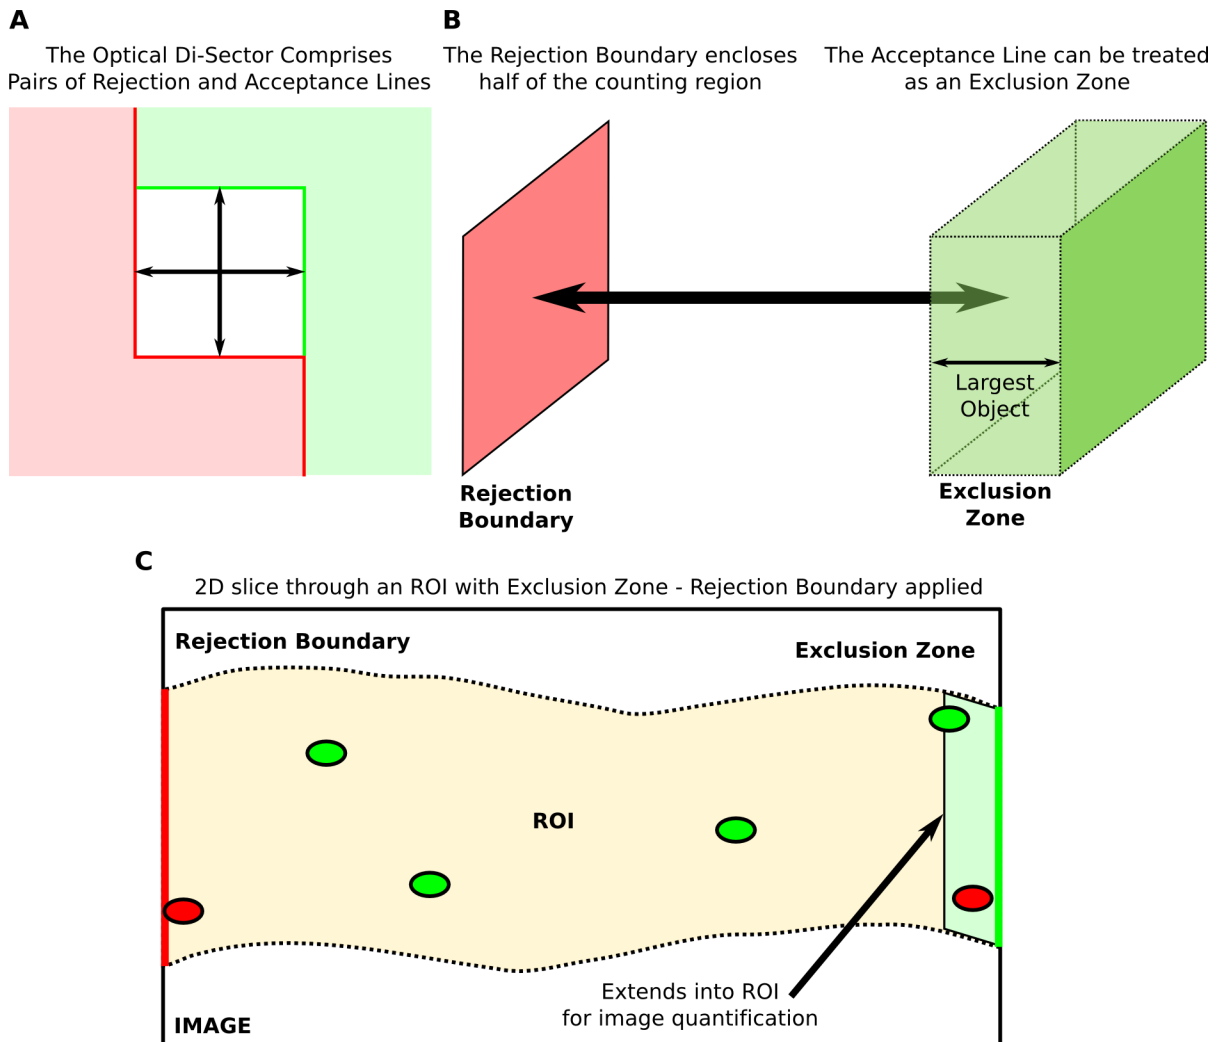 A
The Optical Di-Sector Comprises
Pairs of Rejection and Acceptance Lines
B
The Rejection Boundary encloses
half of the counting region
The Acceptance Line can be treated
as an Exclusion Zone
Largest
Object
Rejection
Boundary
Exclusion
Zone
C
2D slice through an ROI with Exclusion Zone - Rejection Boundary applied
Rejection Boundary
Exclusion Zone
ROI
Extends into ROI
for image quantification
IMAGE